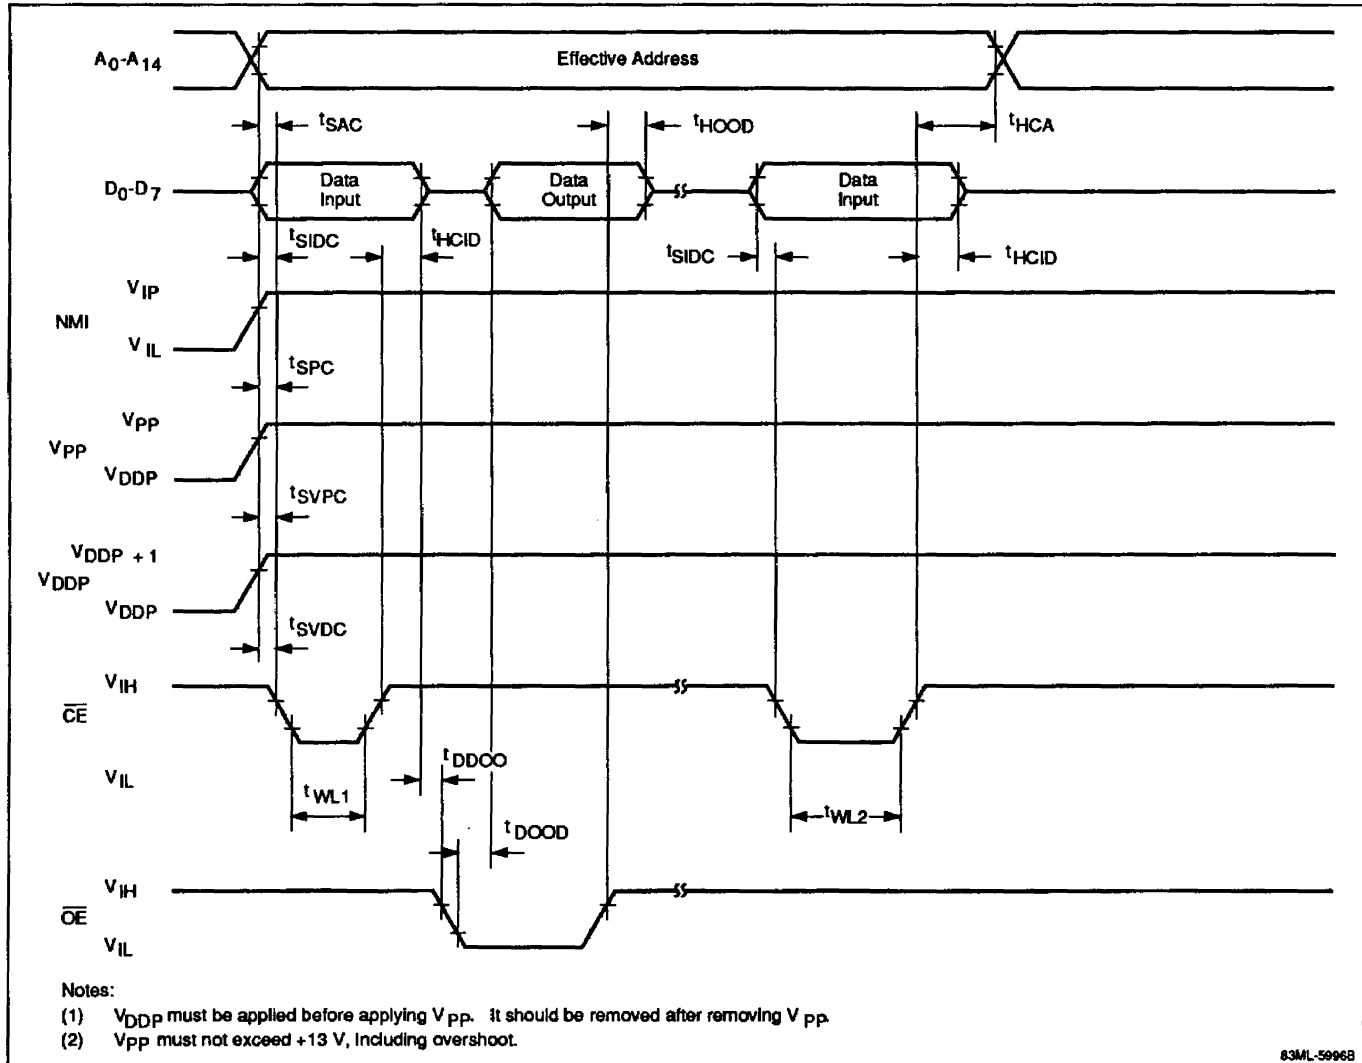 A0-A14
Effective Address
tSAC
tHOOD
tHCA
D0-D7
Data Input
Data Output
Data Input
tSIDC
tHCID
tSIDC
tHCID
VIP
NMI
VIL
tSPC
VPP
VPP
VDDP
tSVPC
VDDP + 1
VDDP
VDDP
tSVDC
VIH
CE
VIL
tDDOO
tWL1
tWL2
tDOOD
VIH
OE
VIL
Notes:
(1) VDDP must be applied before applying VPP. It should be removed after removing VPP.
(2) VPP must not exceed +13 V, including overshoot.
83ML-5996B